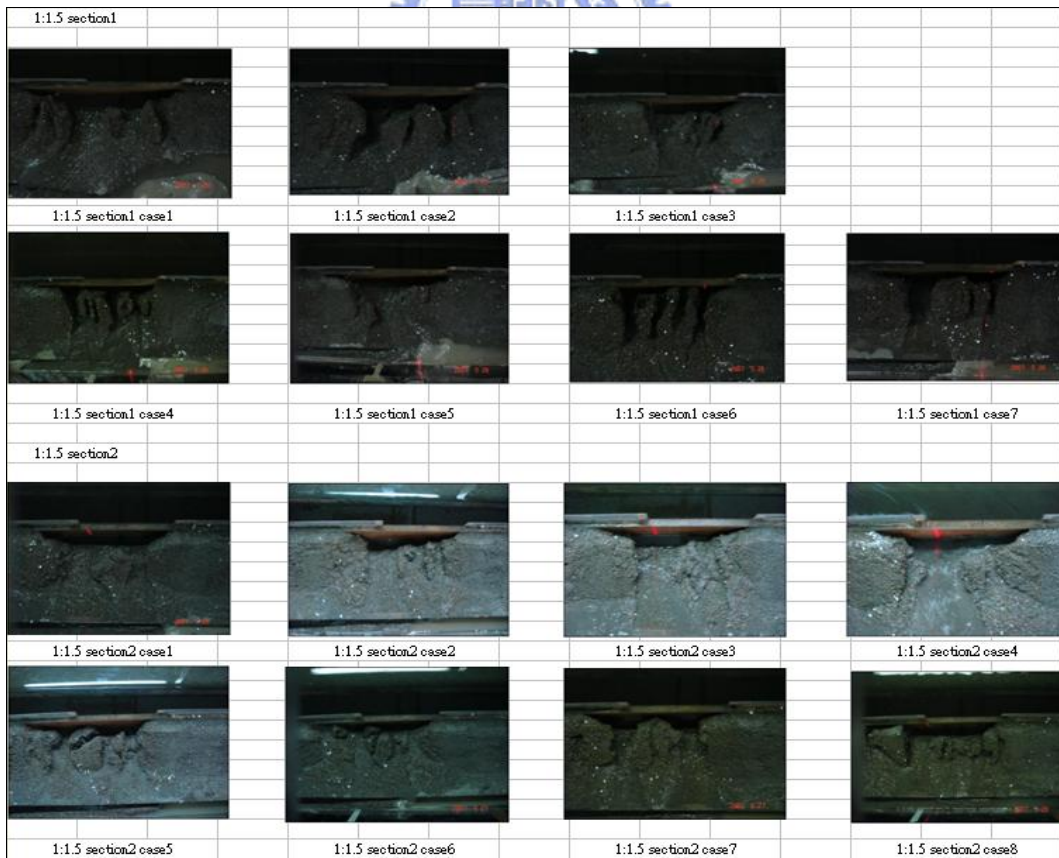 1:1.5 section1
1:1.5 section1 case1 1:1.5 section1 case2 1:1.5 section1 case3
1:1.5 section1 case4 1:1.5 section1 case5 1:1.5 section1 case6 1:1.5 section1 case7
1:1.5 section2
1:1.5 section2 case1 1:1.5 section2 case2 1:1.5 section2 case3 1:1.5 section2 case4
1:1.5 section2 case5 1:1.5 section2 case6 1:1.5 section2 case7 1:1.5 section2 case8